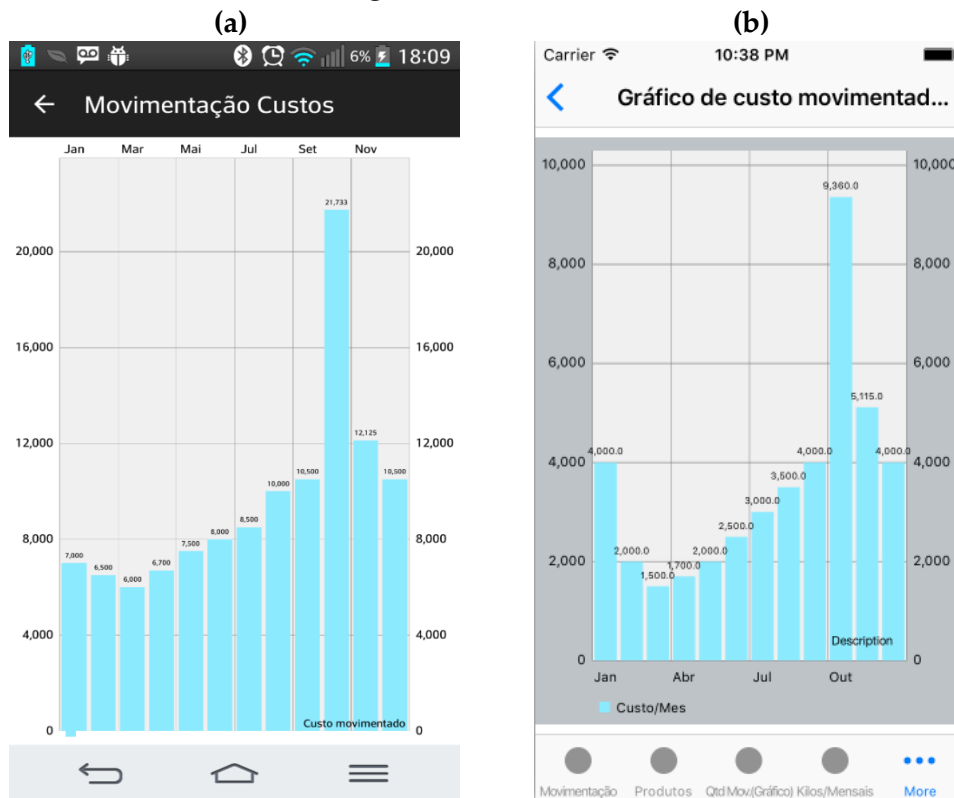 (a)
6% 18:09
Movimentação Custos
Jan Mar Mai Jul Set Nov
21,733
20,000 20,000
16,000 16,000
12,125
12,000 12,000
10,000 10,500 10,500
8,500
8,000 8,000 8,000
7,500
7,000 6,500 6,000 6,700
4,000 4,000
Custo movimentado
0 0
(b)
Carrier 10:38 PM
Gráfico de custo movimentad...
10,000 10,000
9,360.0
8,000 8,000
6,000 6,000
5,115.0
4,000 4,000.0 4,000.0 4,000.0 4,000
3,500.0
3,000.0
2,500.0
2,000 2,000.0 2,000.0 2,000
1,500.0 1,700.0
Description
0 0
Jan Abr Jul Out
Custo/Mes
Movimentação Produtos Qtd Mov.(Gráfico) Kilos/Mensais More